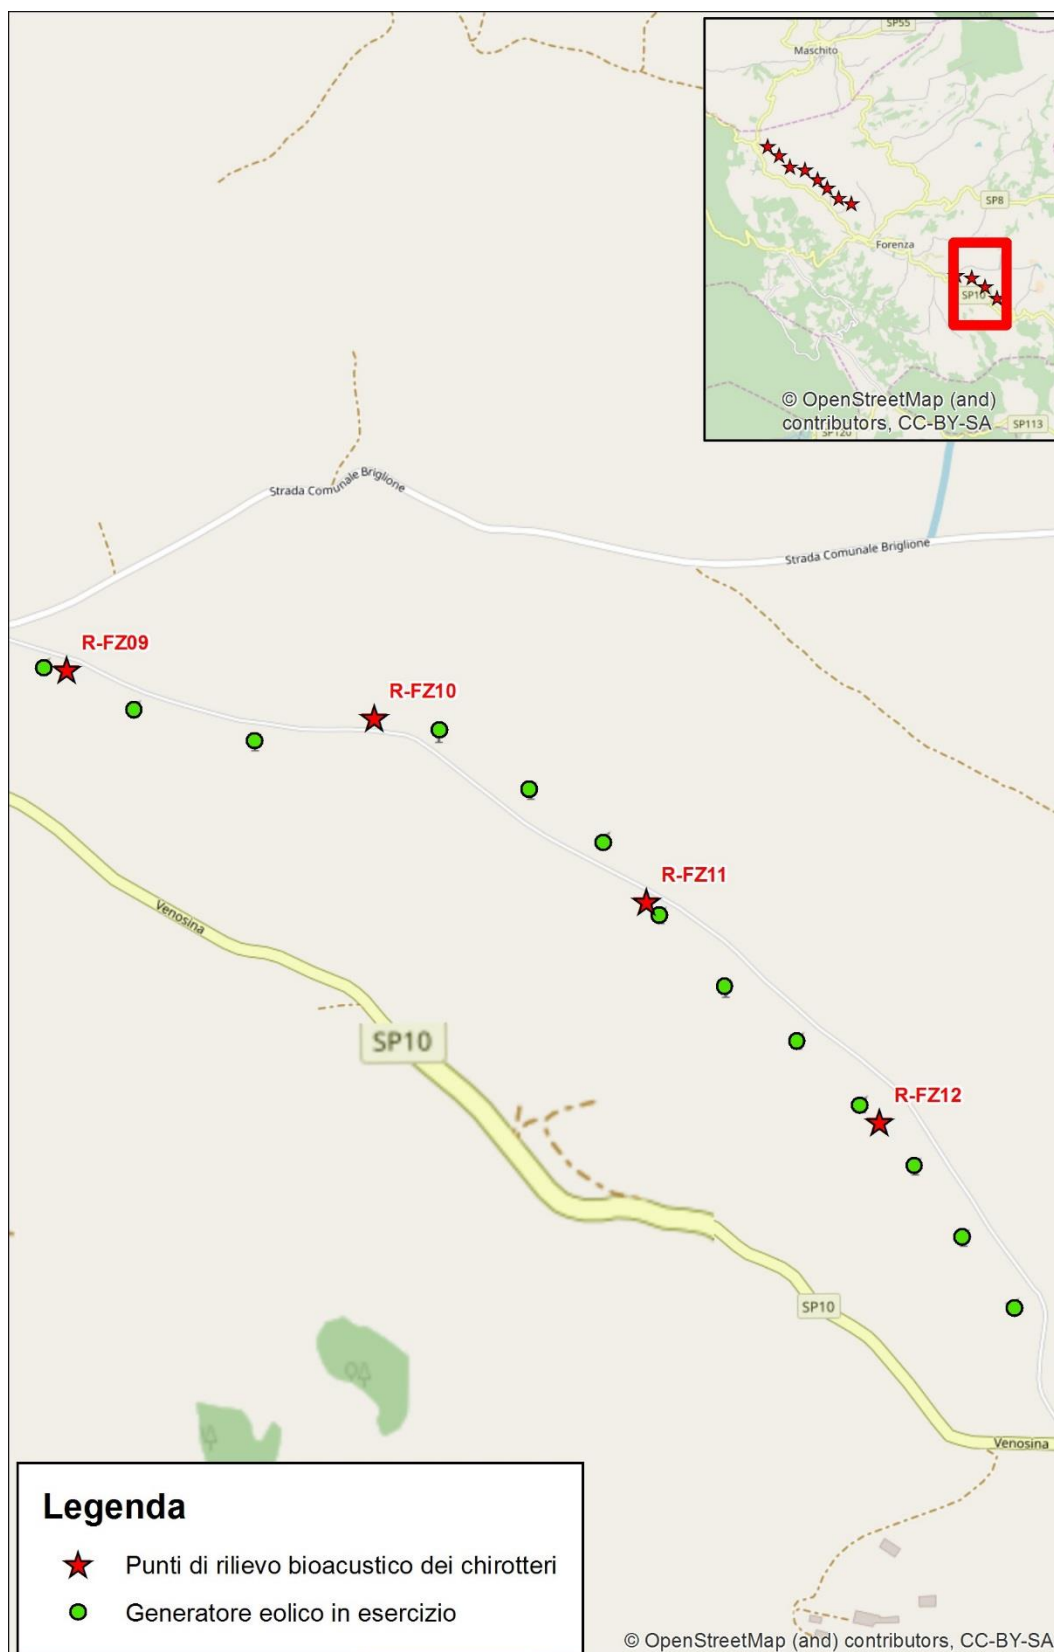 SP55
Maschito
SP8
Forenza
SP10
© OpenStreetMap (and)
contributors, CC-BY-SA
SP120
SP113
Strada Comunale Briglione
Strada Comunale Briglione
R-FZ09
R-FZ10
R-FZ11
Venosina
SP10
R-FZ12
SP10
Venosina
Legenda
Punti di rilievo bioacustico dei chirotteri
Generatore eolico in esercizio
© OpenStreetMap (and) contributors, CC-BY-SA